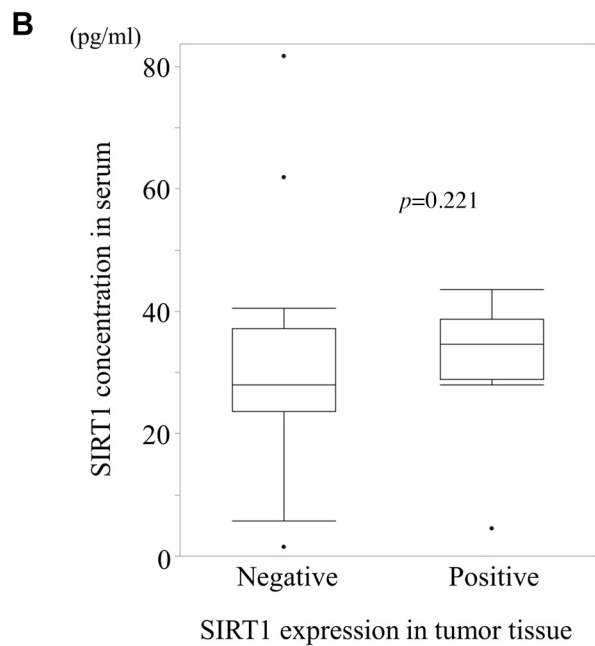 B
(pg/ml)
80
60
40
20
0
SIRT1 concentration in serum
p=0.221
Negative
Positive
SIRT1 expression in tumor tissue